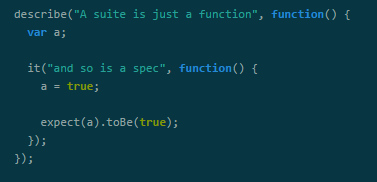 describe("A suite is just a function", function() {
  var a;

  it("and so is a spec", function() {
    a = true;

    expect(a).toBe(true);
  });
});